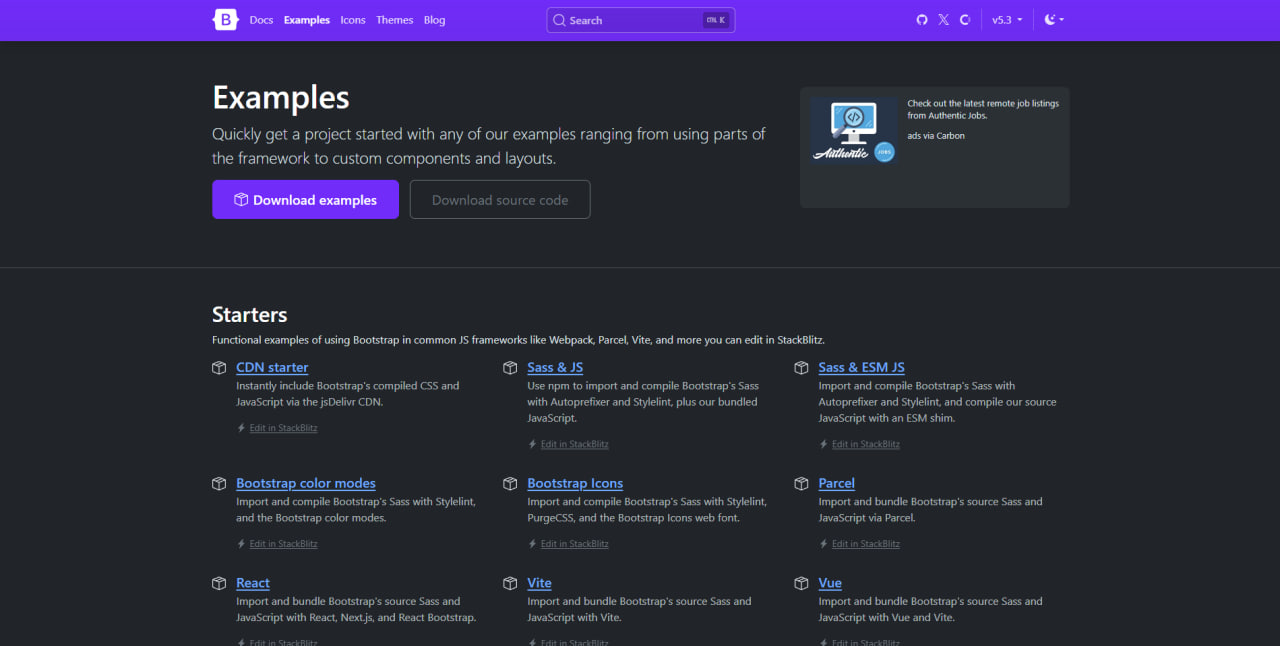 B Docs Examples Icons Themes Blog Search CTRL K v5.3
Examples
Quickly get a project started with any of our examples ranging from using parts of
the framework to custom components and layouts.
Download examples Download source code
Check out the latest remote job listings
from Authentic Jobs.
ads via Carbon
Authentic JOBS
Starters
Functional examples of using Bootstrap in common JS frameworks like Webpack, Parcel, Vite, and more you can edit in StackBlitz.
CDN starter
Instantly include Bootstrap's compiled CSS and
JavaScript via the jsDelivr CDN.
Edit in StackBlitz
Sass & JS
Use npm to import and compile Bootstrap's Sass
with Autoprefixer and Stylelint, plus our bundled
JavaScript.
Edit in StackBlitz
Sass & ESM JS
Import and compile Bootstrap's Sass with
Autoprefixer and Stylelint, and compile our source
JavaScript with an ESM shim.
Edit in StackBlitz
Bootstrap color modes
Import and compile Bootstrap's Sass with Stylelint,
and the Bootstrap color modes.
Edit in StackBlitz
Bootstrap Icons
Import and compile Bootstrap's Sass with Stylelint,
PurgeCSS, and the Bootstrap Icons web font.
Edit in StackBlitz
Parcel
Import and bundle Bootstrap's source Sass and
JavaScript via Parcel.
Edit in StackBlitz
React
Import and bundle Bootstrap's source Sass and
JavaScript with React, Next.js, and React Bootstrap.
Edit in StackBlitz
Vite
Import and bundle Bootstrap's source Sass and
JavaScript with Vite.
Edit in StackBlitz
Vue
Import and bundle Bootstrap's source Sass and
JavaScript with Vue and Vite.
Edit in StackBlitz